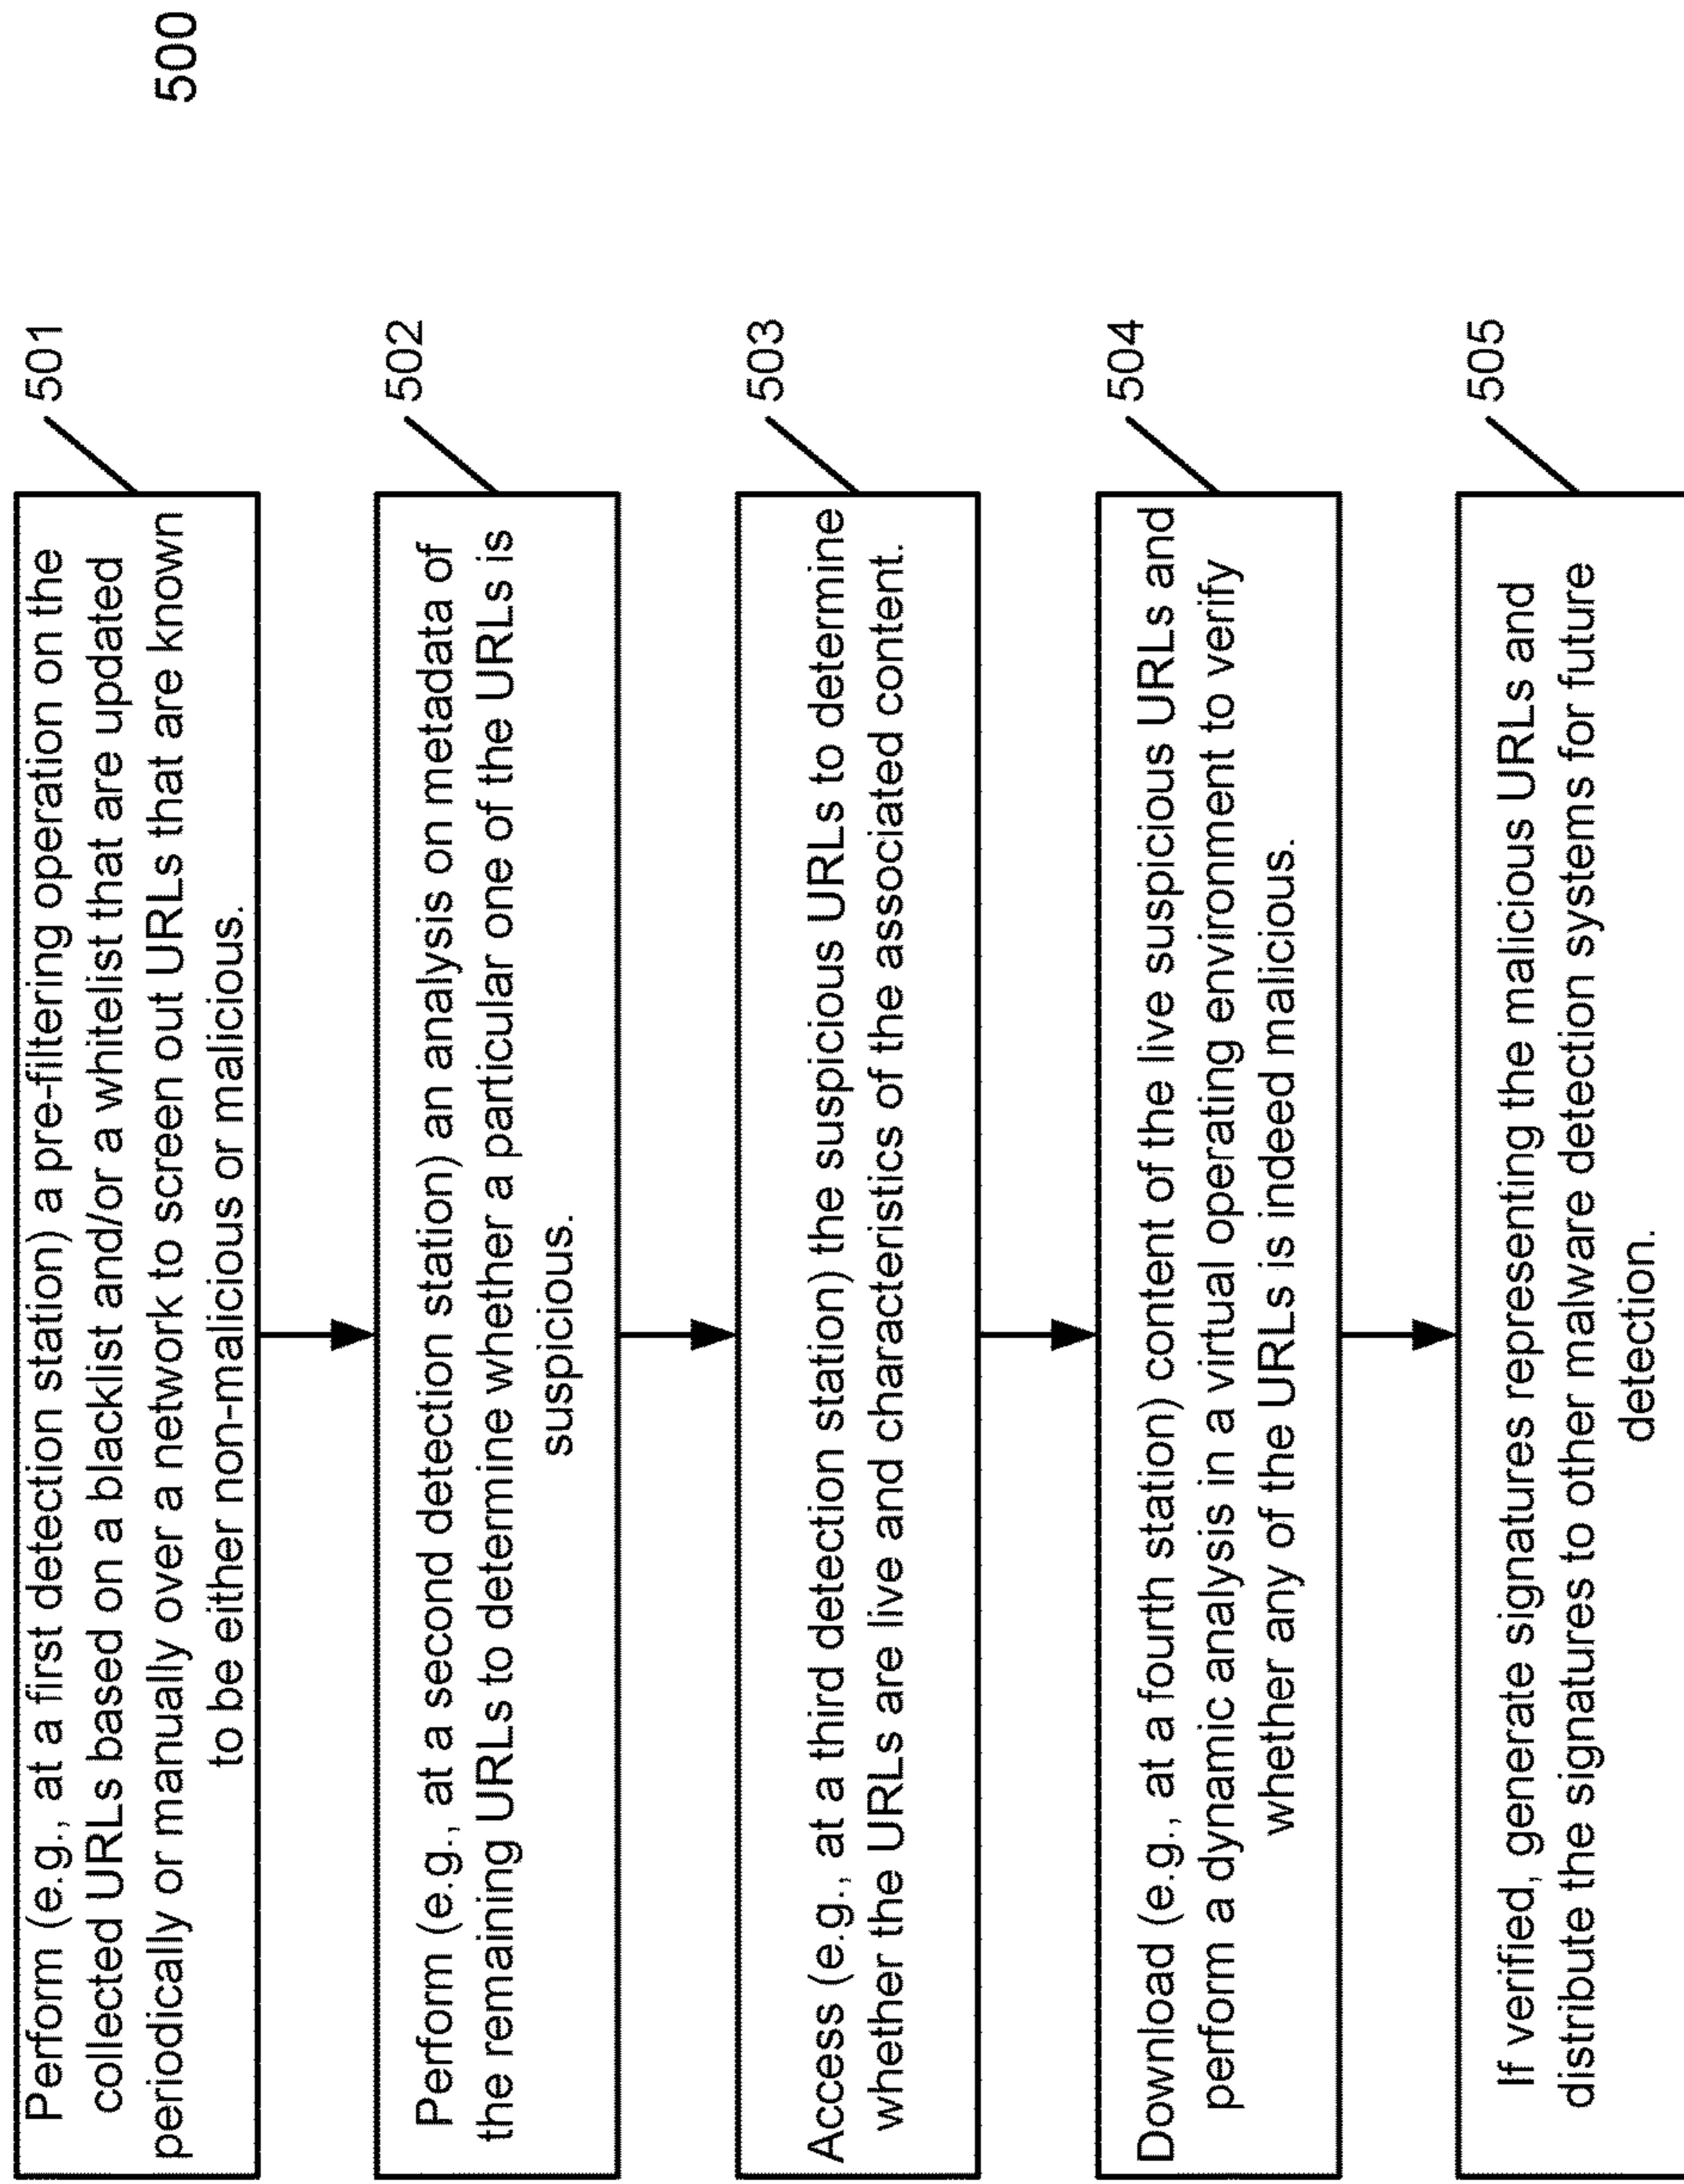 500
501
Perform (e.g., at a first detection station) a pre-filtering operation on the
collected URLs based on a blacklist and/or a whitelist that are updated
periodically or manually over a network to screen out URLs that are known
to be either non-malicious or malicious.
502
Perform (e.g., at a second detection station) an analysis on metadata of
the remaining URLs to determine whether a particular one of the URLs is
suspicious.
503
Access (e.g., at a third detection station) the suspicious URLs to determine
whether the URLs are live and characteristics of the associated content.
504
Download (e.g., at a fourth station) content of the live suspicious URLs and
perform a dynamic analysis in a virtual operating environment to verify
whether any of the URLs is indeed malicious.
505
If verified, generate signatures representing the malicious URLs and
distribute the signatures to other malware detection systems for future
detection.